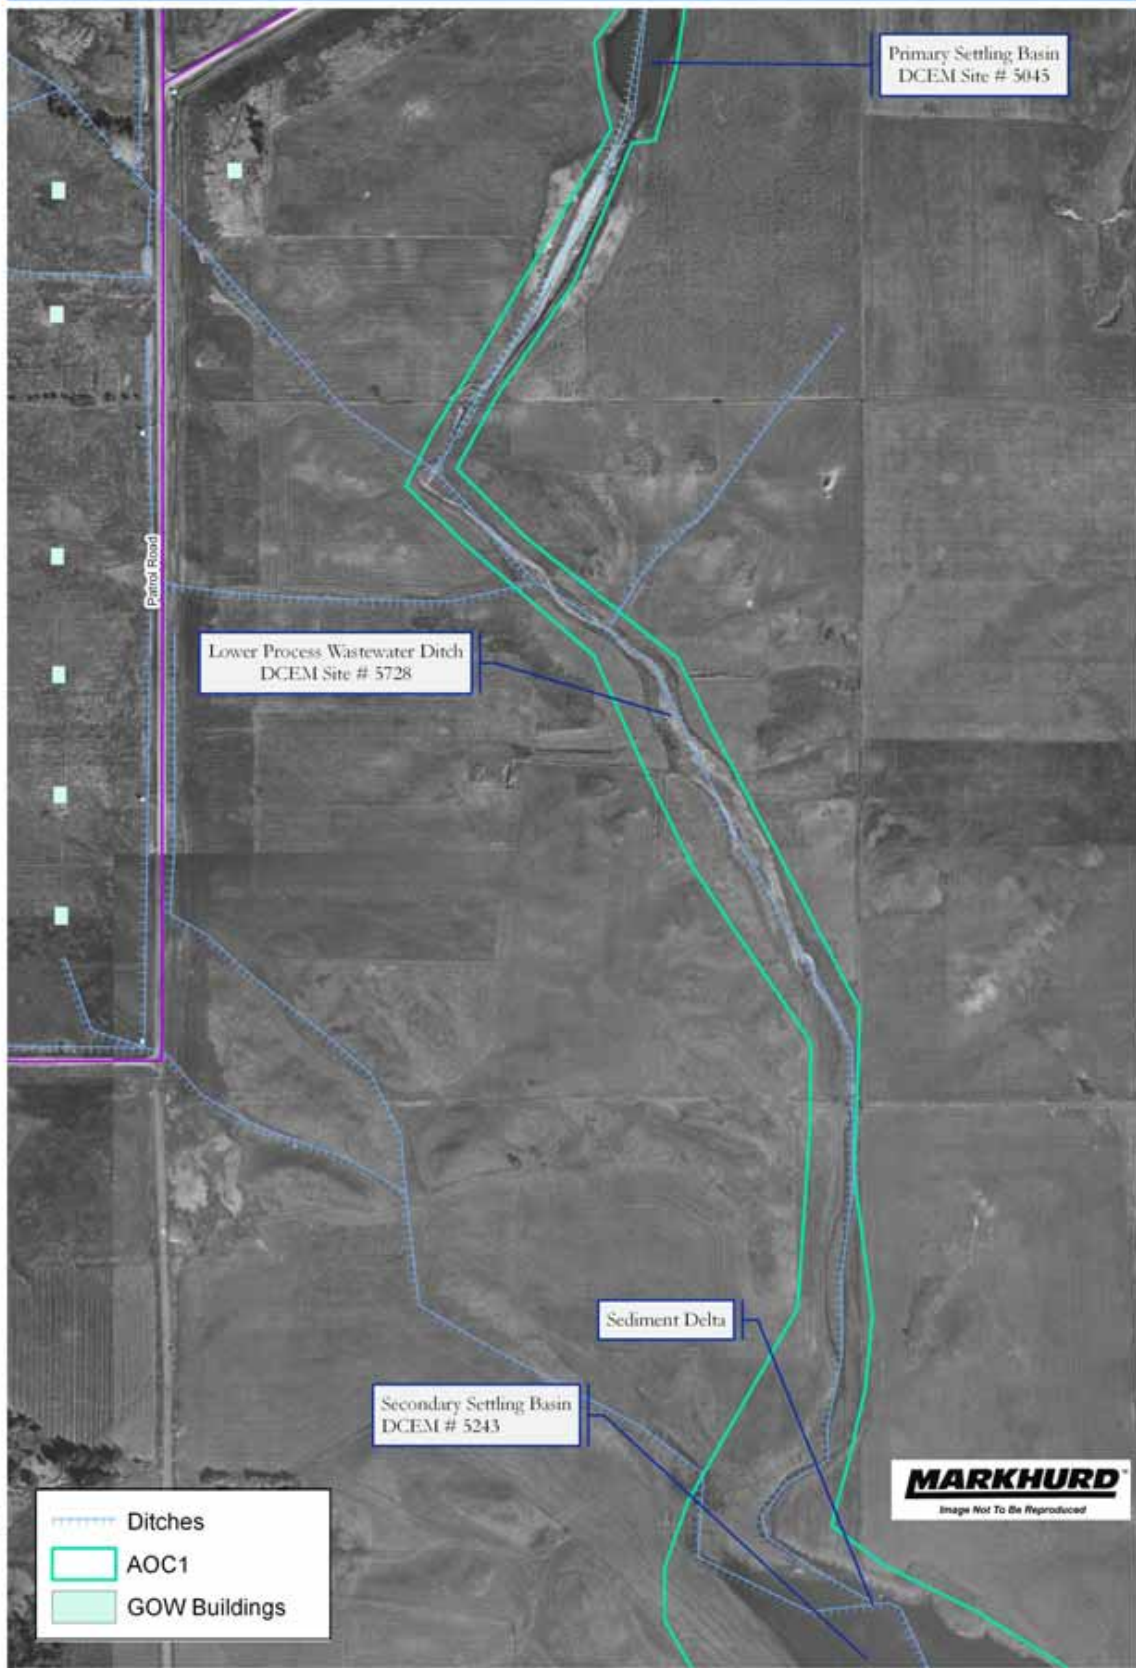 Primary Settling Basin
DCEM Site # 5045
Patrol Road
Lower Process Wastewater Ditch
DCEM Site # 5728
Sediment Delta
Secondary Settling Basin
DCEM # 5243
MARKHURD™
Image Not To Be Reproduced
Ditches
AOC1
GOW Buildings